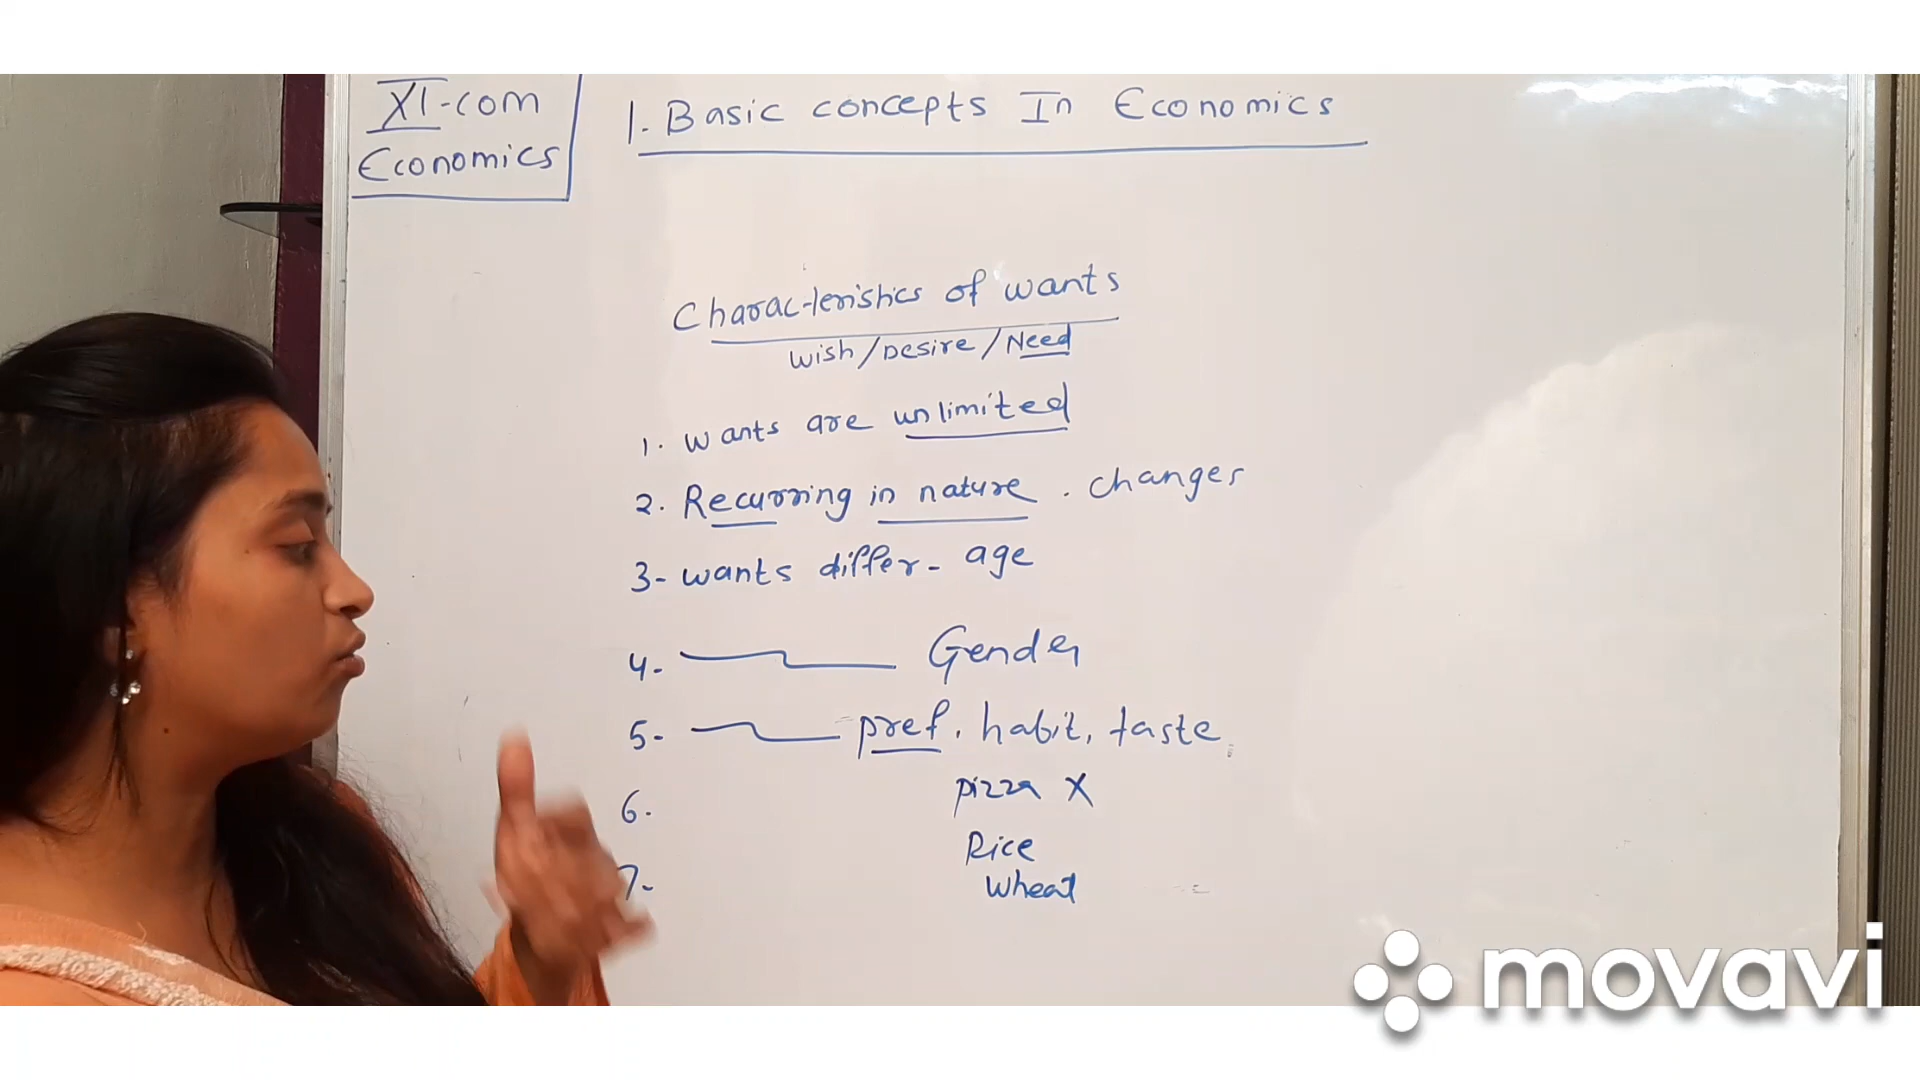 XI-com
Economics
1. Basic concepts In Economics
Characteristics of wants
wish/Desire/Need
1. wants are unlimited
2. Recurring in nature. changes
3- wants differ- age
4- Gender
5- pref. habit, taste
6- pizza X
Rice
7- wheat
movavi